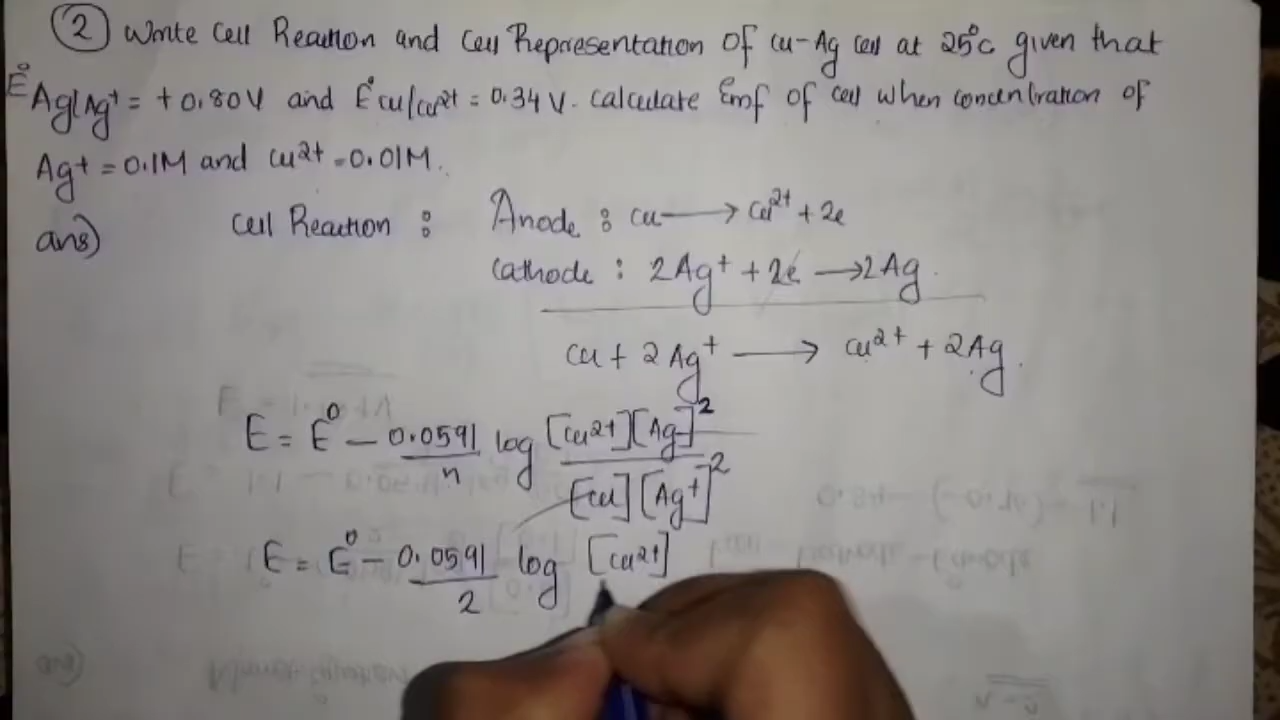 ② Write Cell Reaction and Cell Representation of Cu-Ag cell at 25°C given that
E° Ag|Ag⁺ = +0.80V and E° Cu/Cu²⁺ = 0.34 V. calculate Emf of cell when concentration of
Ag⁺ = 0.1M and Cu²⁺ = 0.01M.
ans) Cell Reaction : Anode : Cu ⟶ Cu²⁺ + 2e
Cathode : 2Ag⁺ + 2e ⟶ 2Ag.
Cu + 2Ag⁺ ⟶ Cu²⁺ + 2Ag.
E = E⁰ - 0.0591/n log [Cu²⁺][Ag]²/[Cu][Ag⁺]²
E = E⁰ - 0.0591/2 log [Cu²⁺]